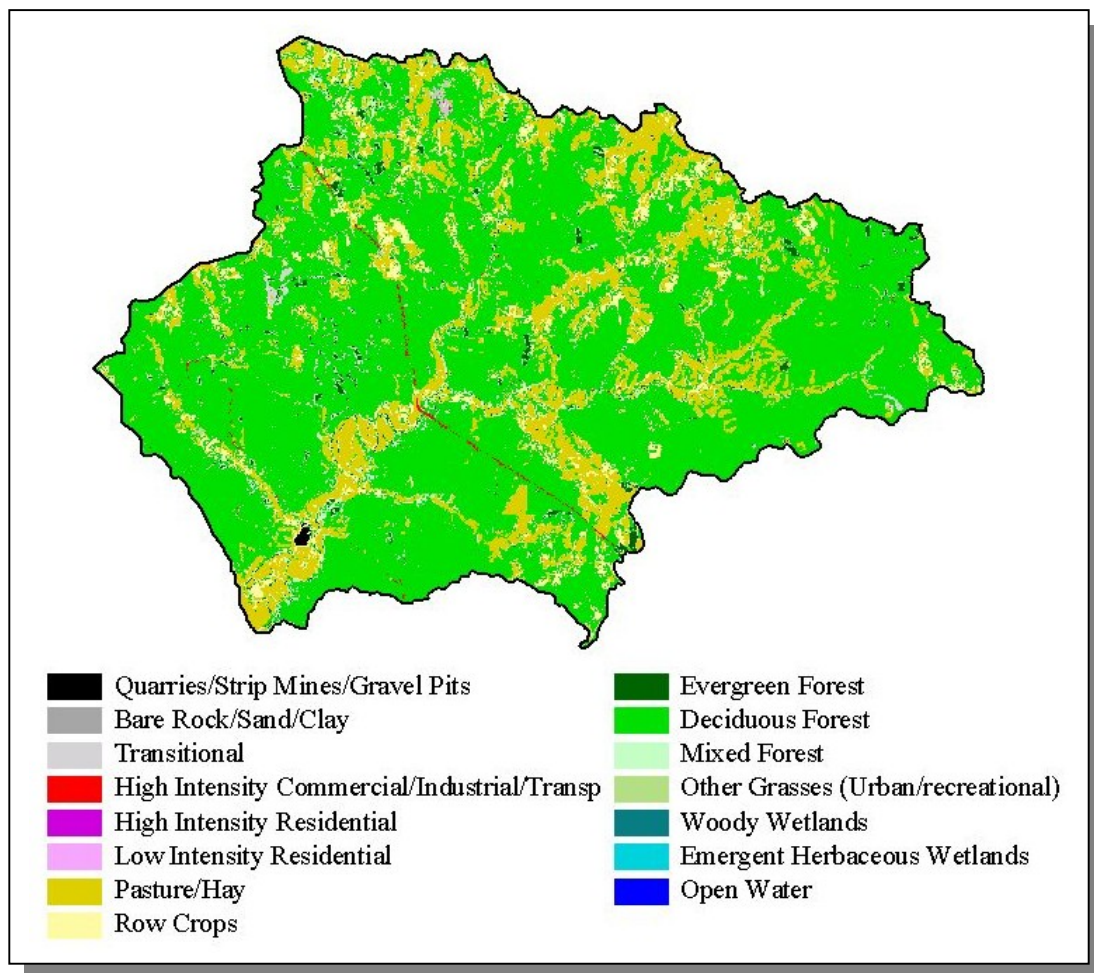 Quarries/Strip Mines/Gravel Pits
Bare Rock/Sand/Clay
Transitional
High Intensity Commercial/Industrial/Transp
High Intensity Residential
Low Intensity Residential
Pasture/Hay
Row Crops
Evergreen Forest
Deciduous Forest
Mixed Forest
Other Grasses (Urban/recreational)
Woody Wetlands
Emergent Herbaceous Wetlands
Open Water